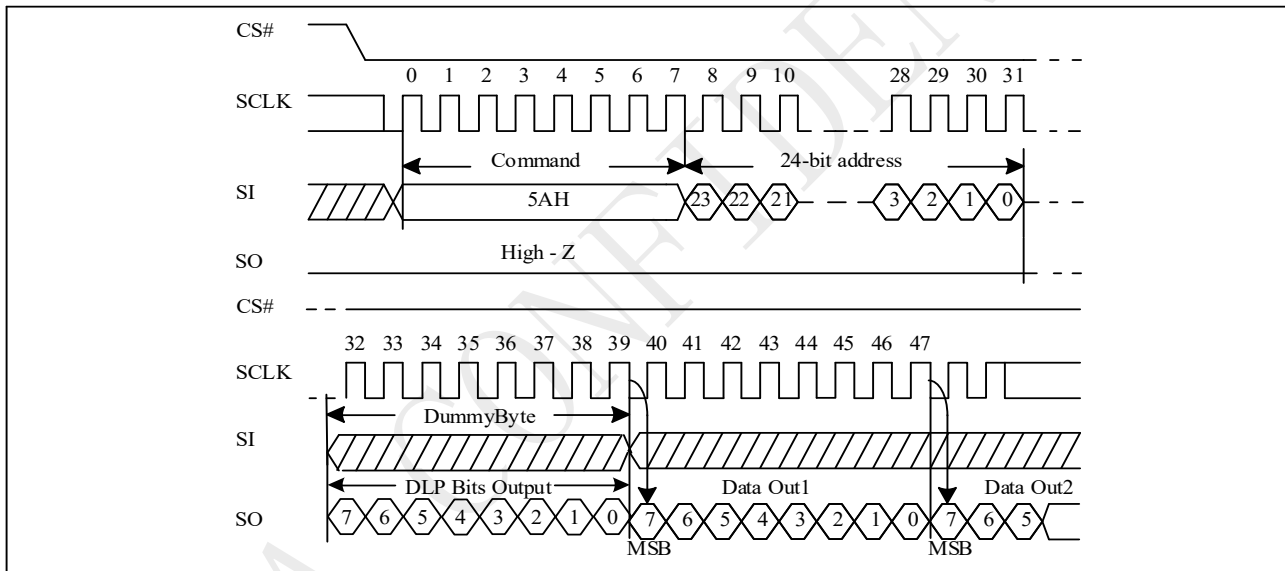 CS#
0 1 2 3 4 5 6 7 8 9 10 28 29 30 31
SCLK
Command 24-bit address
SI 5AH 23 22 21 3 2 1 0
High - Z
SO
CS#
32 33 34 35 36 37 38 39 40 41 42 43 44 45 46 47
SCLK
DummyByte
SI
DLP Bits Output Data Out1 Data Out2
SO 7 6 5 4 3 2 1 0 7 6 5 4 3 2 1 0 7 6 5
MSB MSB